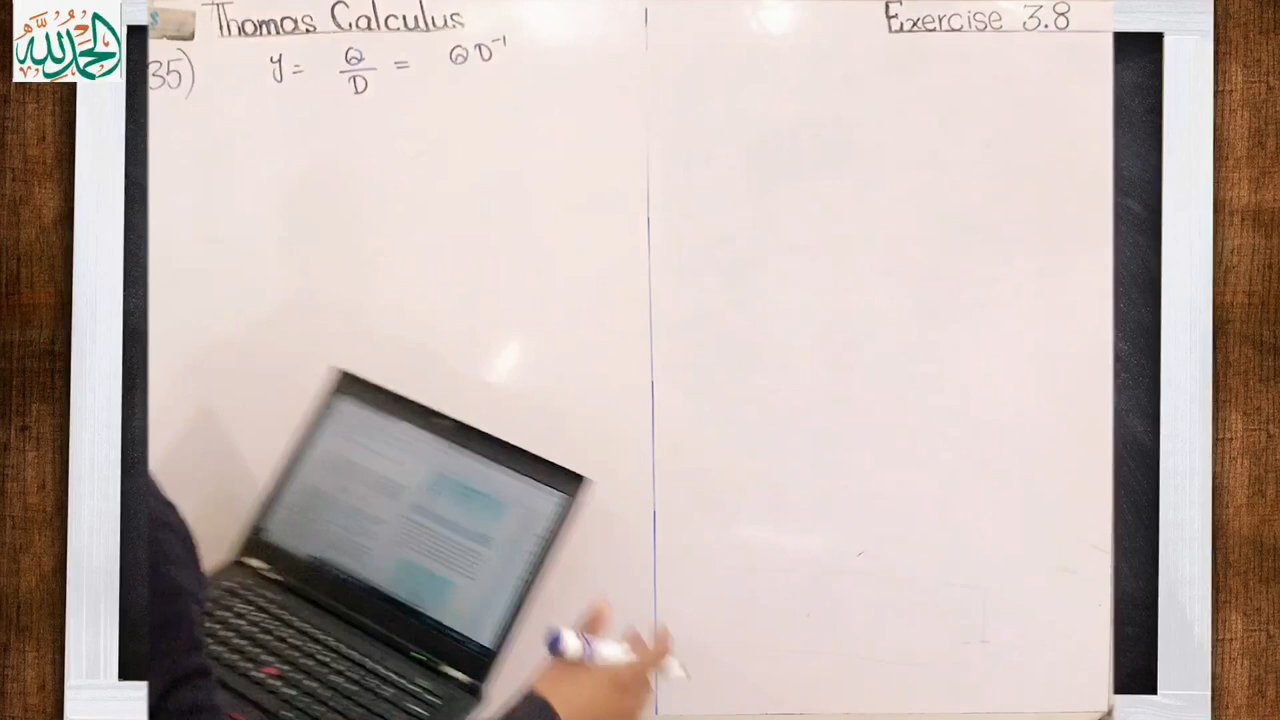 الحمدلله
Thomas Calculus
Exercise 3.8
35) y = Q/D = QD⁻¹